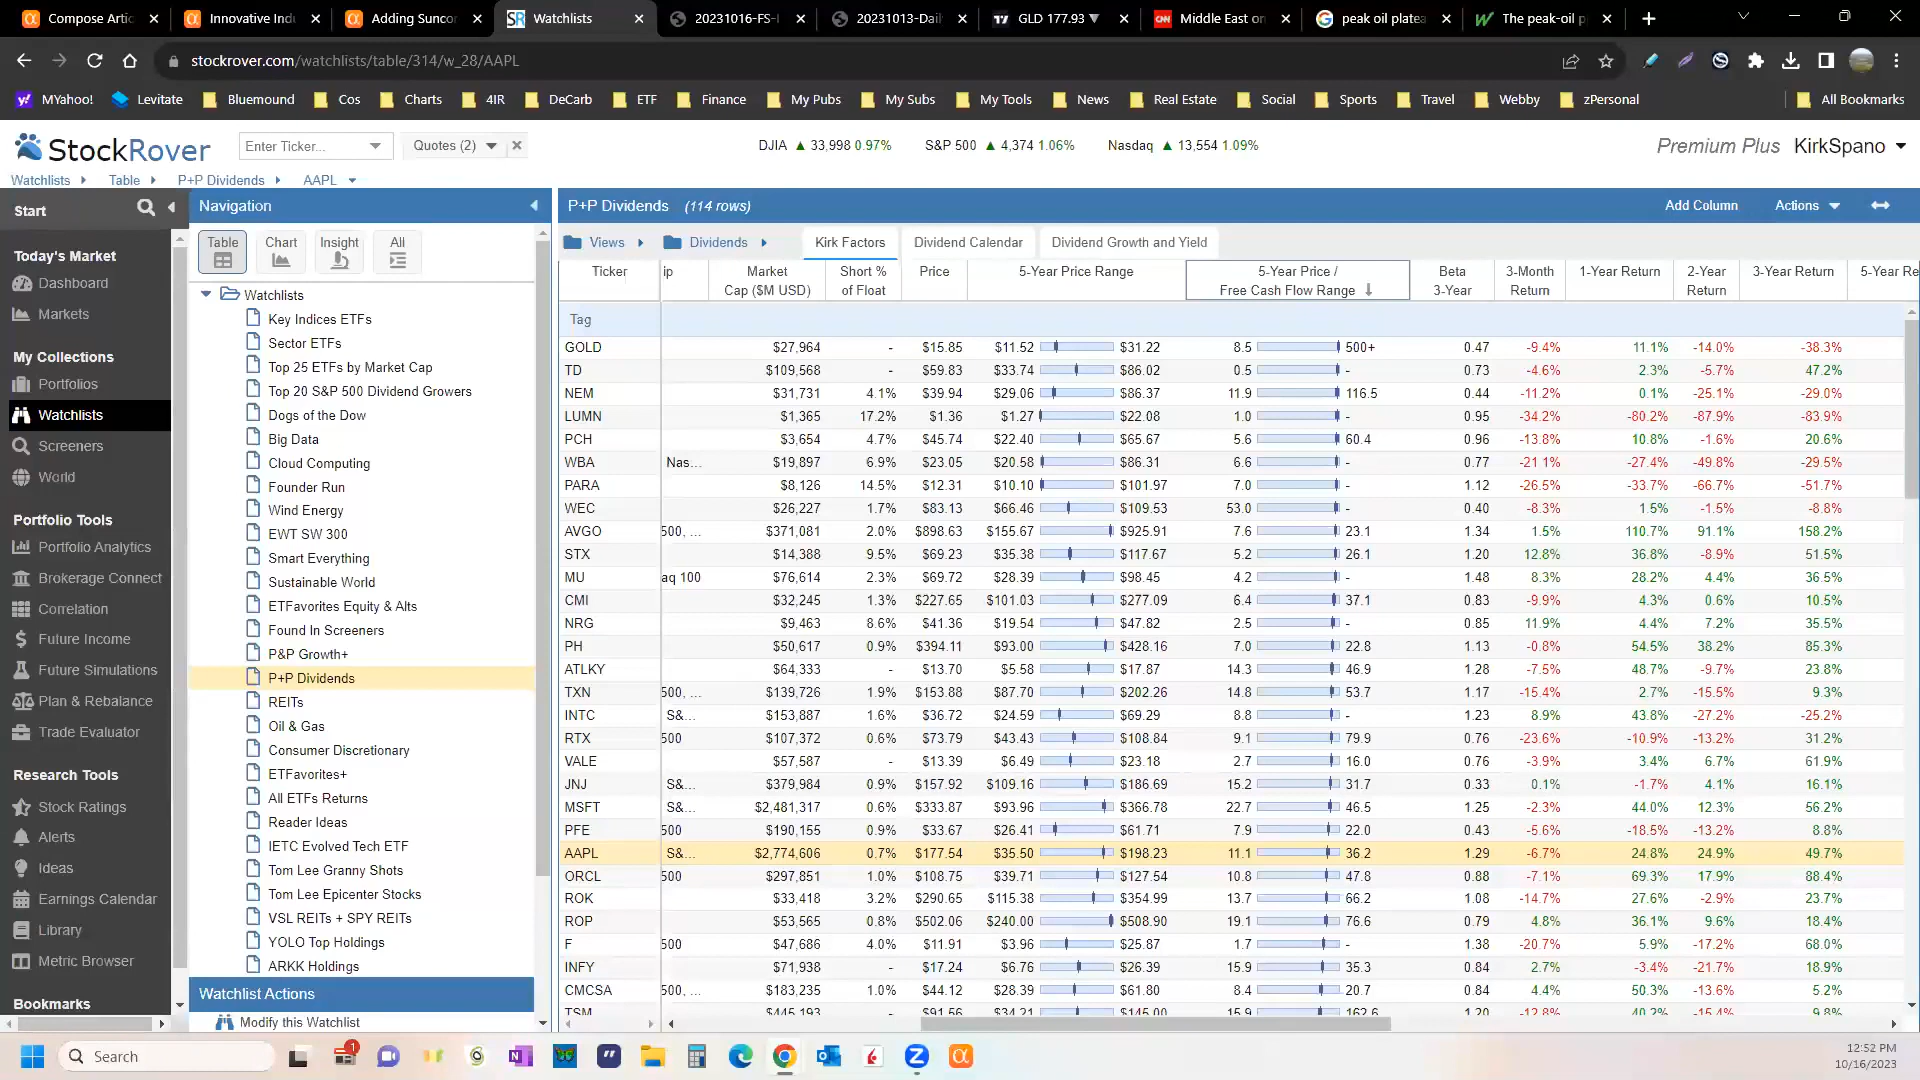 Compose Artic
Innovative Indu
Adding Suncor
Watchlists
20231016-FS-I
20231013-Dail
GLD 177.93 ▼
Middle East on
peak oil platea
The peak-oil p
stockrover.com/watchlists/table/314/w_28/AAPL
MYahoo! Levitate Bluemound Cos Charts 4IR DeCarb ETF Finance My Pubs My Subs My Tools News Real Estate Social Sports Travel Webby zPersonal All Bookmarks
StockRover Enter Ticker... Quotes (2) DJIA ▲ 33,998 0.97% S&P 500 ▲ 4,374 1.06% Nasdaq ▲ 13,554 1.09% Premium Plus KirkSpano
Watchlists Table P+P Dividends AAPL
Start
Today's Market
Dashboard
Markets
My Collections
Portfolios
Watchlists
Screeners
World
Portfolio Tools
Portfolio Analytics
Brokerage Connect
Correlation
Future Income
Future Simulations
Plan & Rebalance
Trade Evaluator
Research Tools
Stock Ratings
Alerts
Ideas
Earnings Calendar
Library
Metric Browser
Bookmarks
Navigation
Table Chart Insight All
Watchlists
Key Indices ETFs
Sector ETFs
Top 25 ETFs by Market Cap
Top 20 S&P 500 Dividend Growers
Dogs of the Dow
Big Data
Cloud Computing
Founder Run
Wind Energy
EWT SW 300
Smart Everything
Sustainable World
ETFavorites Equity & Alts
Found In Screeners
P&P Growth+
P+P Dividends
REITs
Oil & Gas
Consumer Discretionary
ETFavorites+
All ETFs Returns
Reader Ideas
IETC Evolved Tech ETF
Tom Lee Granny Shots
Tom Lee Epicenter Stocks
VSL REITs + SPY REITs
YOLO Top Holdings
ARKK Holdings
Watchlist Actions
Modify this Watchlist
P+P Dividends (114 rows) Add Column Actions
Views Dividends Kirk Factors Dividend Calendar Dividend Growth and Yield
Ticker ip Market Cap ($M USD) Short % of Float Price 5-Year Price Range 5-Year Price / Free Cash Flow Range ↓ Beta 3-Year 3-Month Return 1-Year Return 2-Year Return 3-Year Return 5-Year Re
Tag
GOLD $27,964 - $15.85 $11.52 $31.22 8.5 500+ 0.47 -9.4% 11.1% -14.0% -38.3%
TD $109,568 - $59.83 $33.74 $86.02 0.5 - 0.73 -4.6% 2.3% -5.7% 47.2%
NEM $31,731 4.1% $39.94 $29.06 $86.37 11.9 116.5 0.44 -11.2% 0.1% -25.1% -29.0%
LUMN $1,365 17.2% $1.36 $1.27 $22.08 1.0 - 0.95 -34.2% -80.2% -87.9% -83.9%
PCH $3,654 4.7% $45.74 $22.40 $65.67 5.6 60.4 0.96 -13.8% 10.8% -1.6% 20.6%
WBA Nas... $19,897 6.9% $23.05 $20.58 $86.31 6.6 - 0.77 -21.1% -27.4% -49.8% -29.5%
PARA $8,126 14.5% $12.31 $10.10 $101.97 7.0 - 1.12 -26.5% -33.7% -66.7% -51.7%
WEC $26,227 1.7% $83.13 $66.46 $109.53 53.0 - 0.40 -8.3% 1.5% -1.5% -8.8%
AVGO 500, ... $371,081 2.0% $898.63 $155.67 $925.91 7.6 23.1 1.34 1.5% 110.7% 91.1% 158.2%
STX $14,388 9.5% $69.23 $35.38 $117.67 5.2 26.1 1.20 12.8% 36.8% -8.9% 51.5%
MU aq 100 $76,614 2.3% $69.72 $28.39 $98.45 4.2 - 1.48 8.3% 28.2% 4.4% 36.5%
CMI $32,245 1.3% $227.65 $101.03 $277.09 6.4 37.1 0.83 -9.9% 4.3% 0.6% 10.5%
NRG $9,463 8.6% $41.36 $19.54 $47.82 2.5 - 0.85 11.9% 4.4% 7.2% 35.5%
PH $50,617 0.9% $394.11 $93.00 $428.16 7.0 22.8 1.13 -0.8% 54.5% 38.2% 85.3%
ATLKY $64,333 - $13.70 $5.58 $17.87 14.3 46.9 1.28 -7.5% 48.7% -9.7% 23.8%
TXN 500, ... $139,726 1.9% $153.88 $87.70 $202.26 14.8 53.7 1.17 -15.4% 2.7% -15.5% 9.3%
INTC S&... $153,887 1.6% $36.72 $24.59 $69.29 8.8 - 1.23 8.9% 43.8% -27.2% -25.2%
RTX 500 $107,372 0.6% $73.79 $43.43 $108.84 9.1 79.9 0.76 -23.6% -10.9% -13.2% 31.2%
VALE $57,587 - $13.39 $6.49 $23.18 2.7 16.0 0.76 -3.9% 3.4% 6.7% 61.9%
JNJ S&... $379,984 0.9% $157.92 $109.16 $186.69 15.2 31.7 0.33 0.1% -1.7% 4.1% 16.1%
MSFT S&... $2,481,317 0.6% $333.87 $93.96 $366.78 22.7 46.5 1.25 -2.3% 44.0% 12.3% 56.2%
PFE 500 $190,155 0.9% $33.67 $26.41 $61.71 7.9 22.0 0.43 -5.6% -18.5% -13.2% 8.8%
AAPL S&... $2,774,606 0.7% $177.54 $35.50 $198.23 11.1 36.2 1.29 -6.7% 24.8% 24.9% 49.7%
ORCL 500 $297,851 1.0% $108.75 $39.71 $127.54 10.8 47.8 0.88 -7.1% 69.3% 17.9% 88.4%
ROK $33,418 3.2% $290.65 $115.38 $354.99 13.7 66.2 1.08 -14.7% 27.6% -2.9% 23.7%
ROP $53,565 0.8% $502.06 $240.00 $508.90 19.1 76.6 0.79 4.8% 36.1% 9.6% 18.4%
F 500 $47,686 4.0% $11.91 $3.96 $25.87 1.7 - 1.38 -20.7% 5.9% -17.2% 68.0%
INFY $71,938 - $17.24 $6.76 $26.39 15.9 35.3 0.84 2.7% -3.4% -21.7% 18.9%
CMCSA 500, ... $183,235 1.0% $44.12 $28.39 $61.80 8.4 20.7 0.84 4.4% 50.3% -13.6% 5.2%
TSM $445,193 - $91.56 $34.21 $145.00 15.9 162.6 1.20 -12.8% 40.2% -15.4% 9.8%
Search 1
12:52 PM
10/16/2023